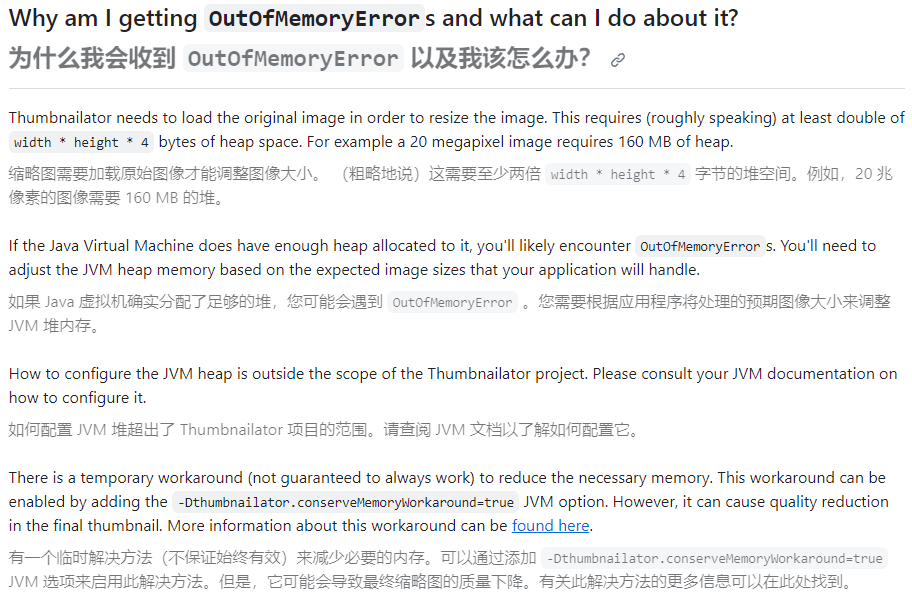 Why am I getting OutOfMemoryErrors and what can I do about it?
为什么我会收到 OutOfMemoryError 以及我该怎么办？
Thumbnailator needs to load the original image in order to resize the image. This requires (roughly speaking) at least double of
width * height * 4 bytes of heap space. For example a 20 megapixel image requires 160 MB of heap.
缩略图需要加载原始图像才能调整图像大小。（粗略地说）这需要至少两倍 width * height * 4 字节的堆空间。例如，20 兆
像素的图像需要 160 MB 的堆。
If the Java Virtual Machine does have enough heap allocated to it, you'll likely encounter OutOfMemoryErrors. You'll need to
adjust the JVM heap memory based on the expected image sizes that your application will handle.
如果 Java 虚拟机确实分配了足够的堆，您可能会遇到 OutOfMemoryError 。您需要根据应用程序将处理的预期图像大小来调整
JVM 堆内存。
How to configure the JVM heap is outside the scope of the Thumbnailator project. Please consult your JVM documentation on
how to configure it.
如何配置 JVM 堆超出了 Thumbnailator 项目的范围。请查阅 JVM 文档以了解如何配置它。
There is a temporary workaround (not guaranteed to always work) to reduce the necessary memory. This workaround can be
enabled by adding the -Dthumbnailator.conserveMemoryWorkaround=true JVM option. However, it can cause quality reduction
in the final thumbnail. More information about this workaround can be found here.
有一个临时解决方法（不保证始终有效）来减少必要的内存。可以通过添加 -Dthumbnailator.conserveMemoryWorkaround=true
JVM 选项来启用此解决方法。但是，它可能会导致最终缩略图的质量下降。有关此解决方法的更多信息可以在此处找到。